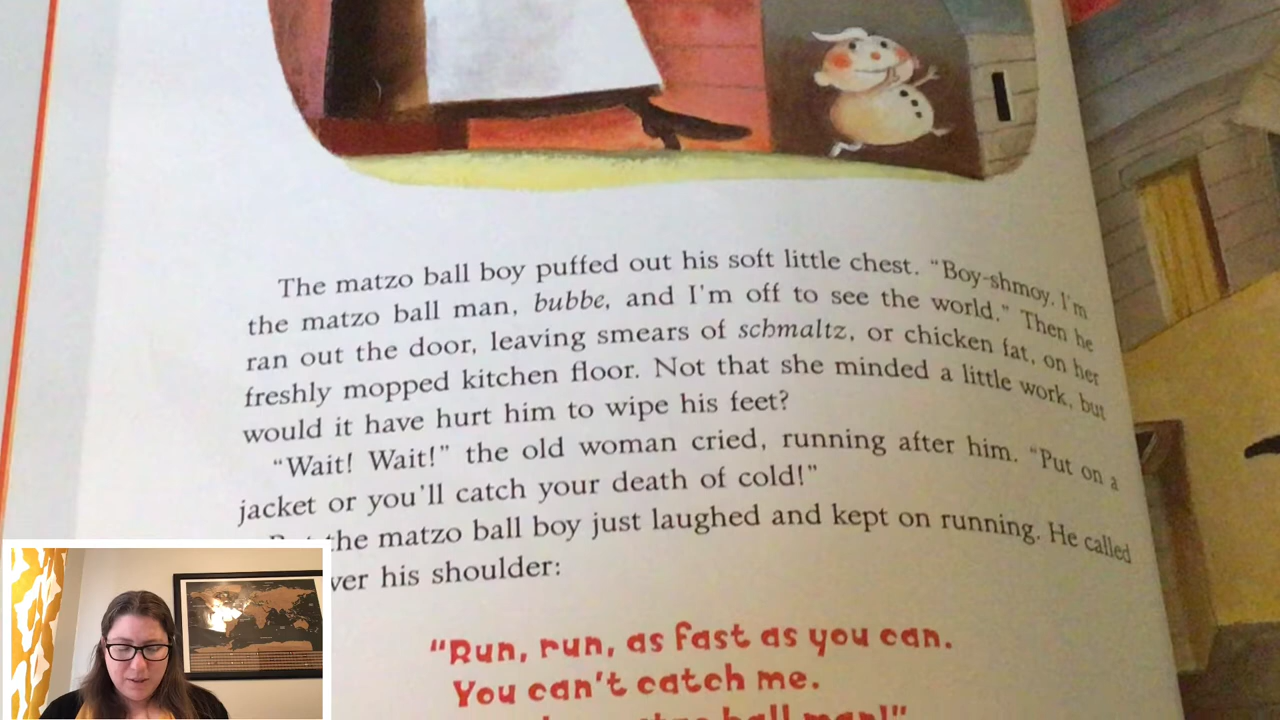 The matzo ball boy puffed out his soft little chest. “Boy-shmoy. I’m
the matzo ball man, bubbe, and I’m off to see the world.” Then he
ran out the door, leaving smears of schmaltz, or chicken fat, on her
freshly mopped kitchen floor. Not that she minded a little work, but
would it have hurt him to wipe his feet?
“Wait! Wait!” the old woman cried, running after him. “Put on a
jacket or you’ll catch your death of cold!”
the matzo ball boy just laughed and kept on running. He called
his shoulder:
“Run, run, as fast as you can.
You can’t catch me.
ball man!”